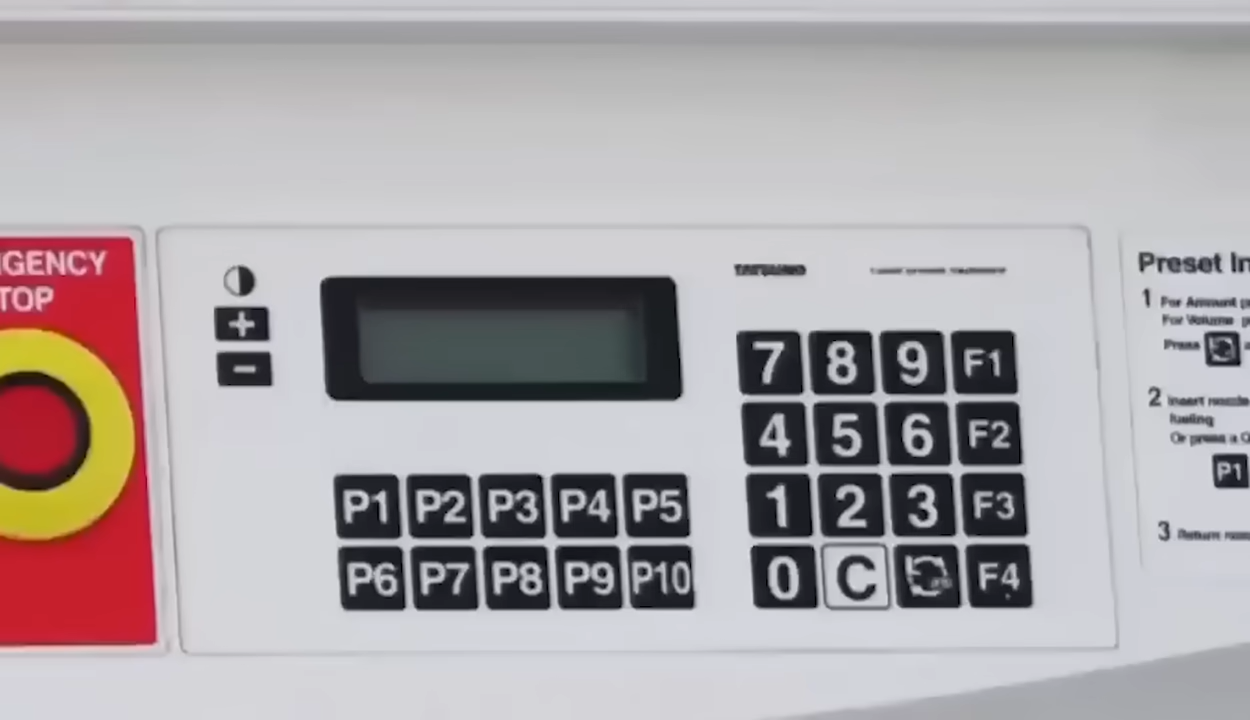 GENCY
TOP
+
-
7 8 9 F1
4 5 6 F2
1 2 3 F3
0 C F4
P1 P2 P3 P4 P5
P6 P7 P8 P9 P10
Preset In
1 For Amount
For Volume
Press
2 Insert nozzle
fueling
Or press a
P1
3 Return